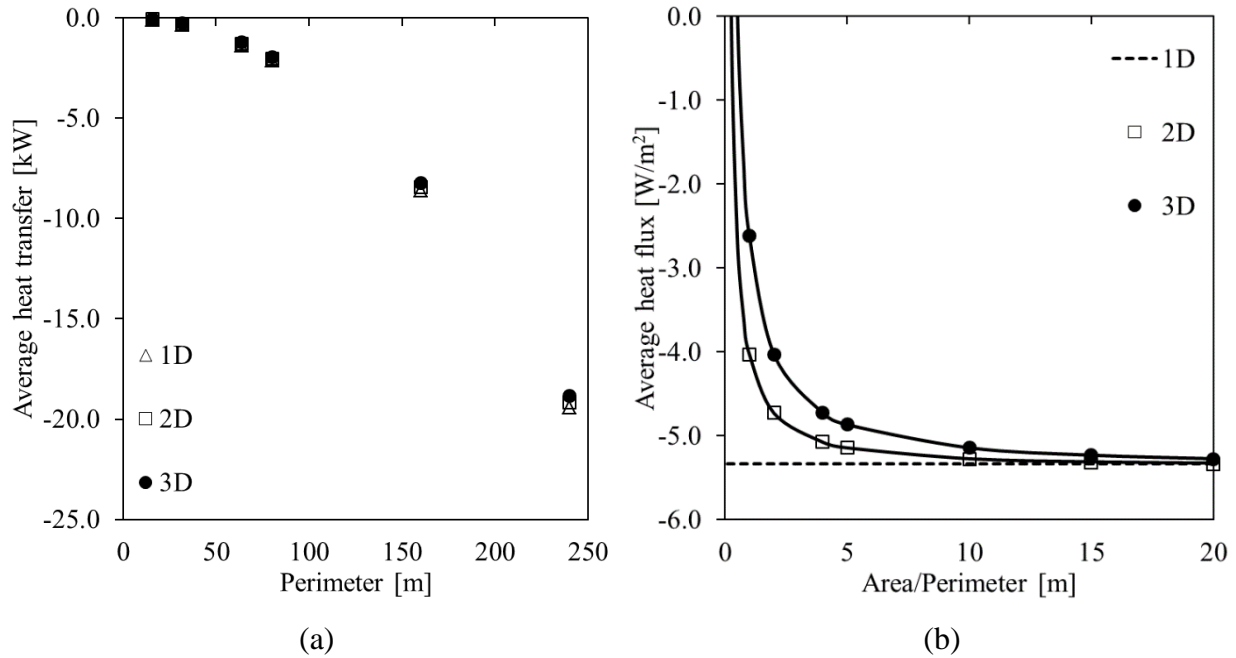 Average heat transfer [kW]
0.0
-5.0
-10.0
-15.0
-20.0
-25.0
1D
2D
3D
0 50 100 150 200 250
Perimeter [m]
(a)
Average heat flux [W/m²]
0.0
-1.0
-2.0
-3.0
-4.0
-5.0
-6.0
1D
2D
3D
0 5 10 15 20
Area/Perimeter [m]
(b)